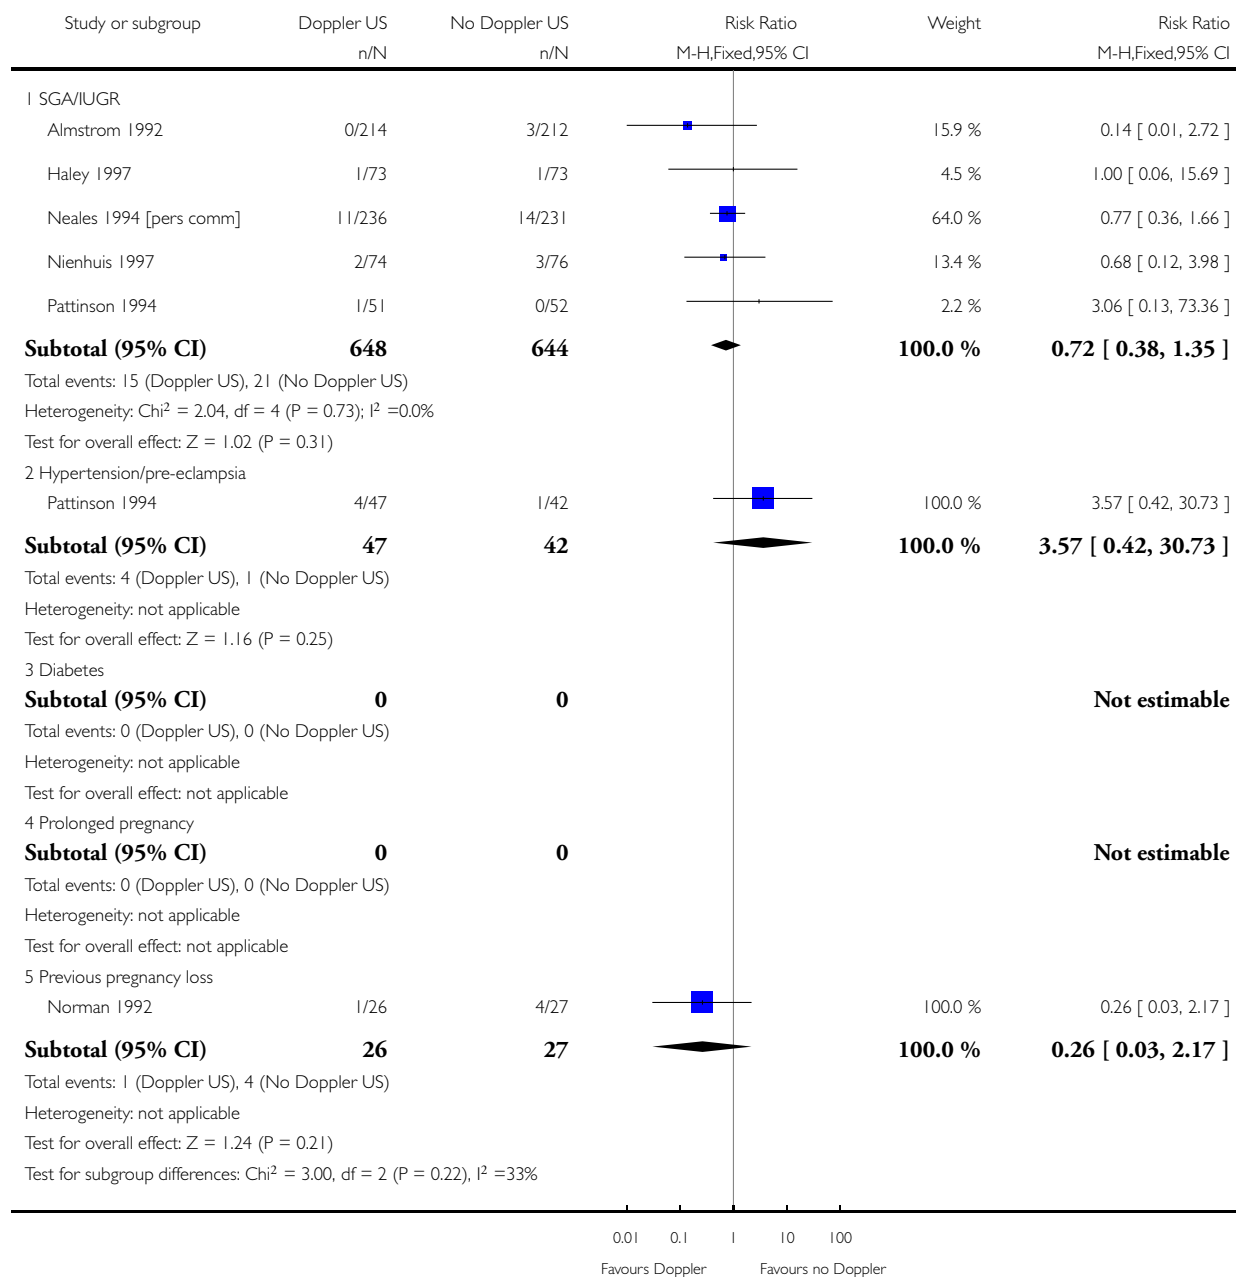 Study or subgroup Doppler US No Doppler US Risk Ratio Weight Risk Ratio
n/N n/N M-H,Fixed,95% CI M-H,Fixed,95% CI
1 SGA/IUGR
Almstrom 1992 0/214 3/212 15.9 % 0.14 [ 0.01, 2.72 ]
Haley 1997 1/73 1/73 4.5 % 1.00 [ 0.06, 15.69 ]
Neales 1994 [pers comm] 11/236 14/231 64.0 % 0.77 [ 0.36, 1.66 ]
Nienhuis 1997 2/74 3/76 13.4 % 0.68 [ 0.12, 3.98 ]
Pattinson 1994 1/51 0/52 2.2 % 3.06 [ 0.13, 73.36 ]
Subtotal (95% CI) 648 644 100.0 % 0.72 [ 0.38, 1.35 ]
Total events: 15 (Doppler US), 21 (No Doppler US)
Heterogeneity: Chi² = 2.04, df = 4 (P = 0.73); I² =0.0%
Test for overall effect: Z = 1.02 (P = 0.31)
2 Hypertension/pre-eclampsia
Pattinson 1994 4/47 1/42 100.0 % 3.57 [ 0.42, 30.73 ]
Subtotal (95% CI) 47 42 100.0 % 3.57 [ 0.42, 30.73 ]
Total events: 4 (Doppler US), 1 (No Doppler US)
Heterogeneity: not applicable
Test for overall effect: Z = 1.16 (P = 0.25)
3 Diabetes
Subtotal (95% CI) 0 0 Not estimable
Total events: 0 (Doppler US), 0 (No Doppler US)
Heterogeneity: not applicable
Test for overall effect: not applicable
4 Prolonged pregnancy
Subtotal (95% CI) 0 0 Not estimable
Total events: 0 (Doppler US), 0 (No Doppler US)
Heterogeneity: not applicable
Test for overall effect: not applicable
5 Previous pregnancy loss
Norman 1992 1/26 4/27 100.0 % 0.26 [ 0.03, 2.17 ]
Subtotal (95% CI) 26 27 100.0 % 0.26 [ 0.03, 2.17 ]
Total events: 1 (Doppler US), 4 (No Doppler US)
Heterogeneity: not applicable
Test for overall effect: Z = 1.24 (P = 0.21)
Test for subgroup differences: Chi² = 3.00, df = 2 (P = 0.22), I² =33%
0.01 0.1 1 10 100
Favours Doppler Favours no Doppler